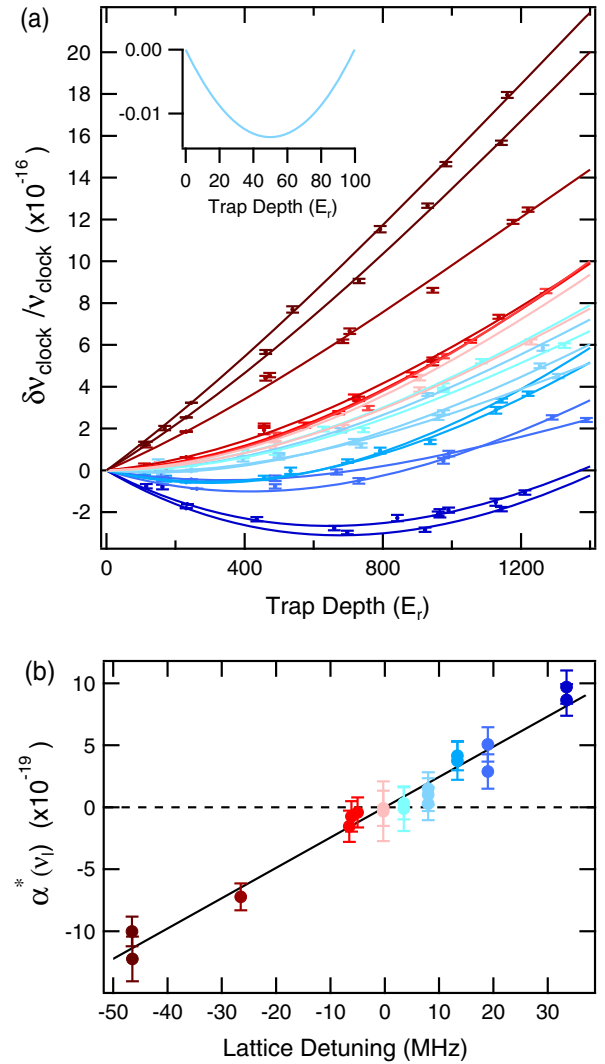 (a)
δν_clock/ν_clock (x10^-16)
20
18
16
14
12
10
8
6
4
2
0
-2
0
400
800
1200
Trap Depth (E_r)
0.00
-0.01
0 20 40 60 80 100
Trap Depth (E_r)
(b)
α^* (ν_l) (x10^-19)
10
5
0
-5
-10
-50 -40 -30 -20 -10 0 10 20 30
Lattice Detuning (MHz)